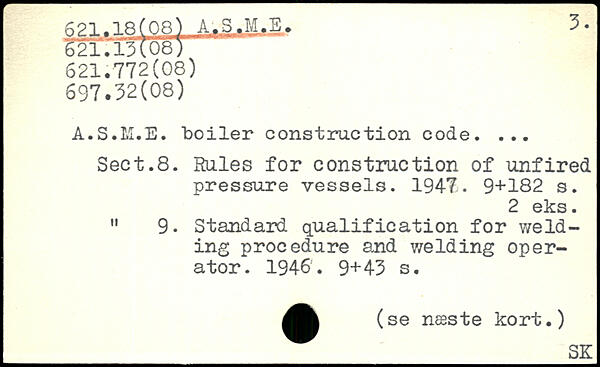 621.18(08) A.S.M.E. 3.
621.13(08)
621.772(08)
697.32(08)
A.S.M.E. boiler construction code. ...
Sect.8. Rules for construction of unfired
pressure vessels. 1947. 9+182 s.
2 eks.
" 9. Standard qualification for weld-
ing procedure and welding oper-
ator. 1946. 9+43 s.
(se næste kort.)
SK